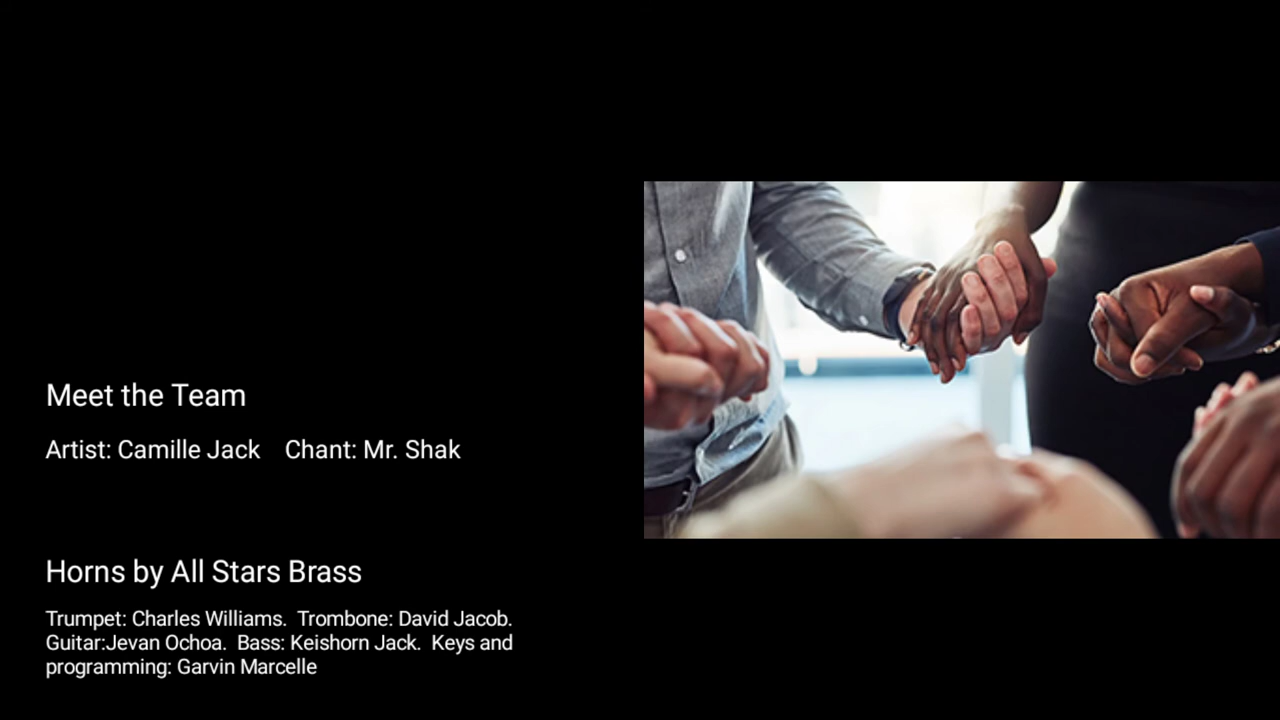 Meet the Team
Artist: Camille Jack    Chant: Mr. Shak
Horns by All Stars Brass
Trumpet: Charles Williams.  Trombone: David Jacob.
Guitar:Jevan Ochoa.  Bass: Keishorn Jack.  Keys and
programming: Garvin Marcelle